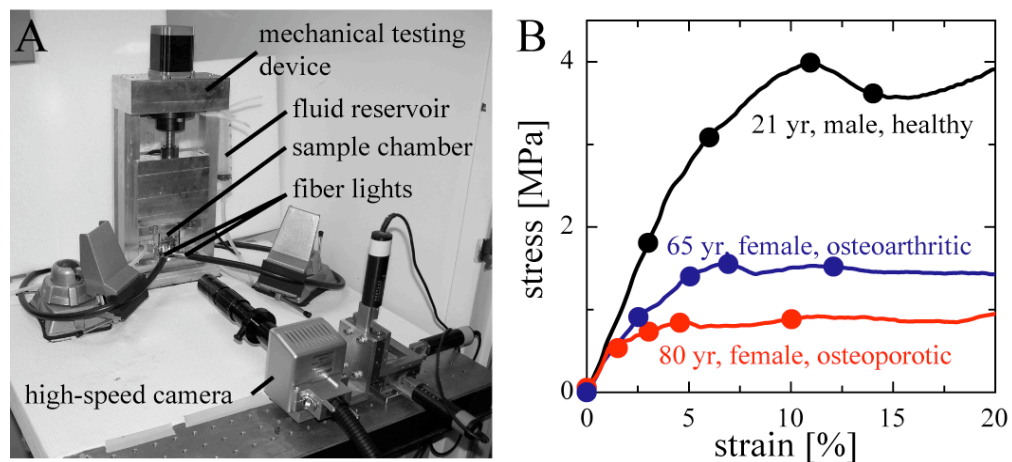 A
mechanical testing
device
fluid reservoir
sample chamber
fiber lights
high-speed camera
B
stress [MPa]
4
2
0
21 yr, male, healthy
65 yr, female, osteoarthritic
80 yr, female, osteoporotic
0
5
10
15
20
strain [%]